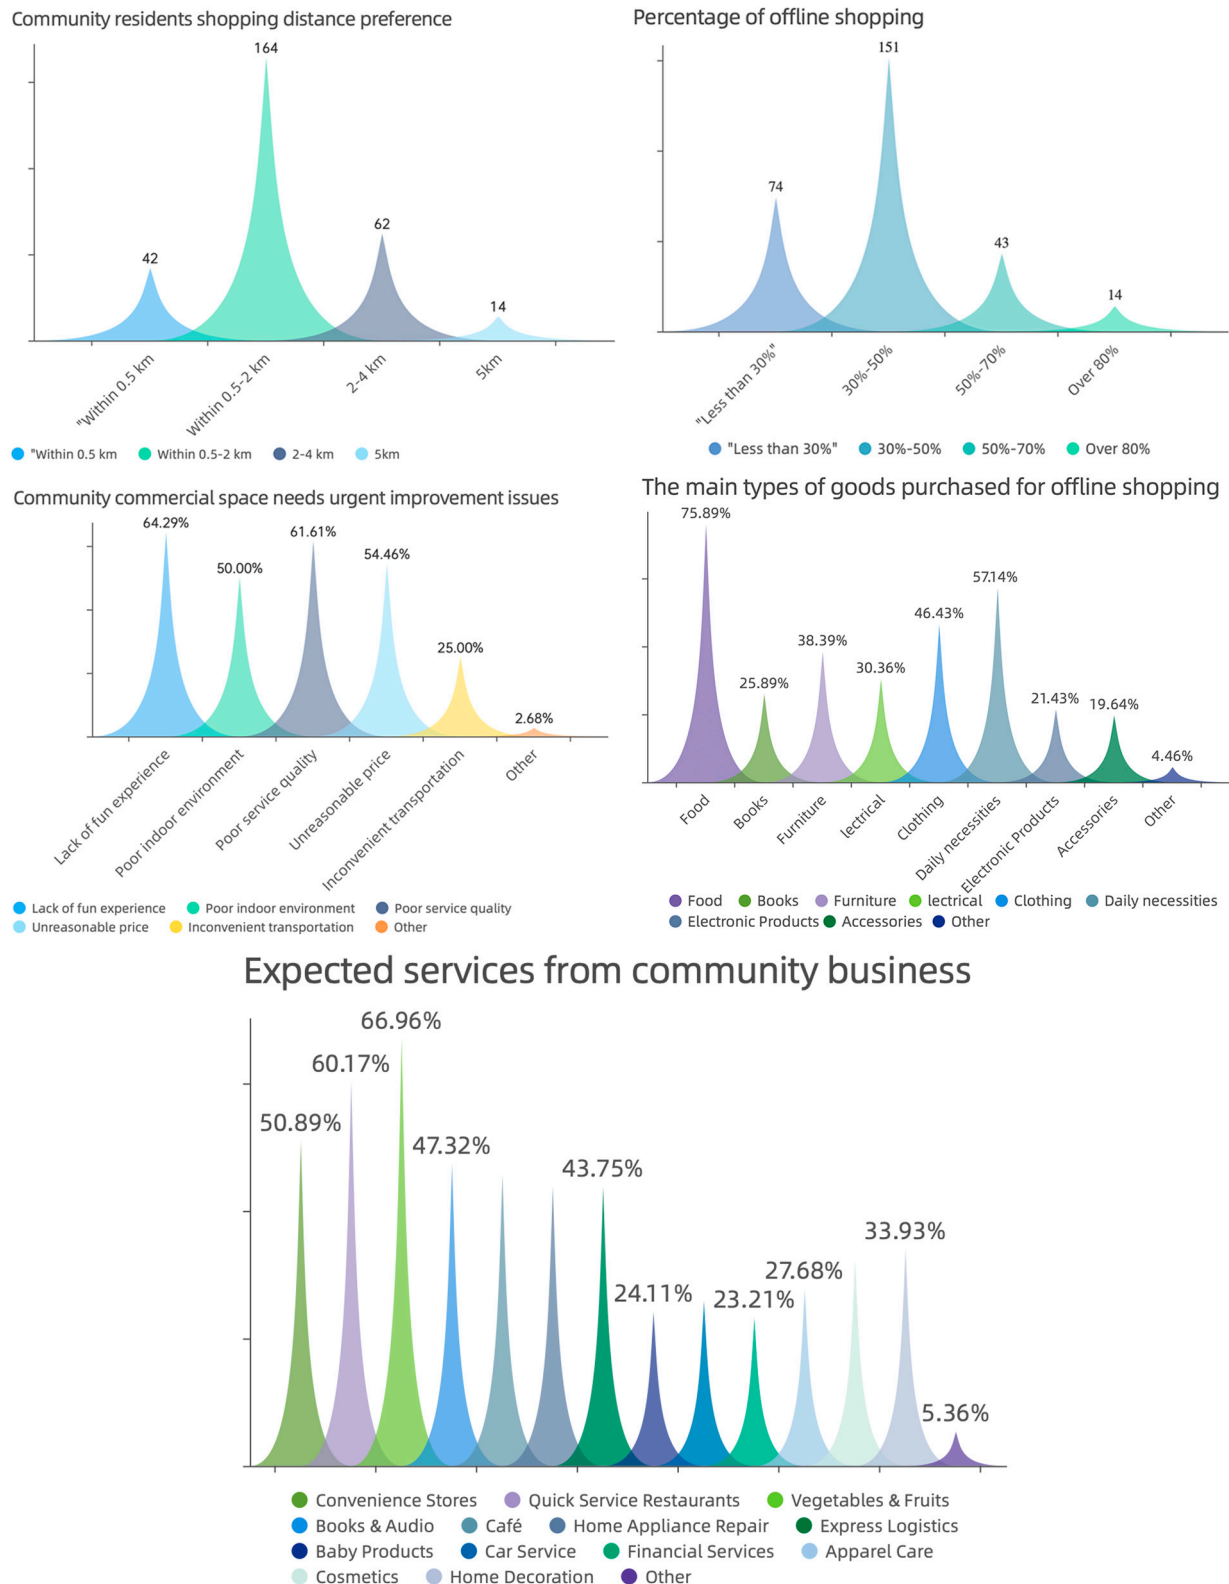 Community residents shopping distance preference
164
62
42
14
"Within 0.5 km
Within 0.5-2 km
2-4 km
5km
"Within 0.5 km Within 0.5-2 km 2-4 km 5km
Percentage of offline shopping
151
74
43
14
"Less than 30%"
30%-50%
50%-70%
Over 80%
"Less than 30%" 30%-50% 50%-70% Over 80%
Community commercial space needs urgent improvement issues
64.29%
50.00%
61.61%
54.46%
25.00%
2.68%
Lack of fun experience
Poor indoor environment
Poor service quality
Unreasonable price
Inconvenient transportation
Other
Lack of fun experience Poor indoor environment Poor service quality
Unreasonable price Inconvenient transportation Other
The main types of goods purchased for offline shopping
75.89%
25.89%
38.39%
30.36%
46.43%
57.14%
21.43%
19.64%
4.46%
Food
Books
Furniture
lectrical
Clothing
Daily necessities
Electronic Products
Accessories
Other
Food Books Furniture lectrical Clothing Daily necessities
Electronic Products Accessories Other
Expected services from community business
50.89%
60.17%
66.96%
47.32%
43.75%
24.11%
23.21%
27.68%
33.93%
5.36%
Convenience Stores Quick Service Restaurants Vegetables & Fruits
Books & Audio Café Home Appliance Repair Express Logistics
Baby Products Car Service Financial Services Apparel Care
Cosmetics Home Decoration Other